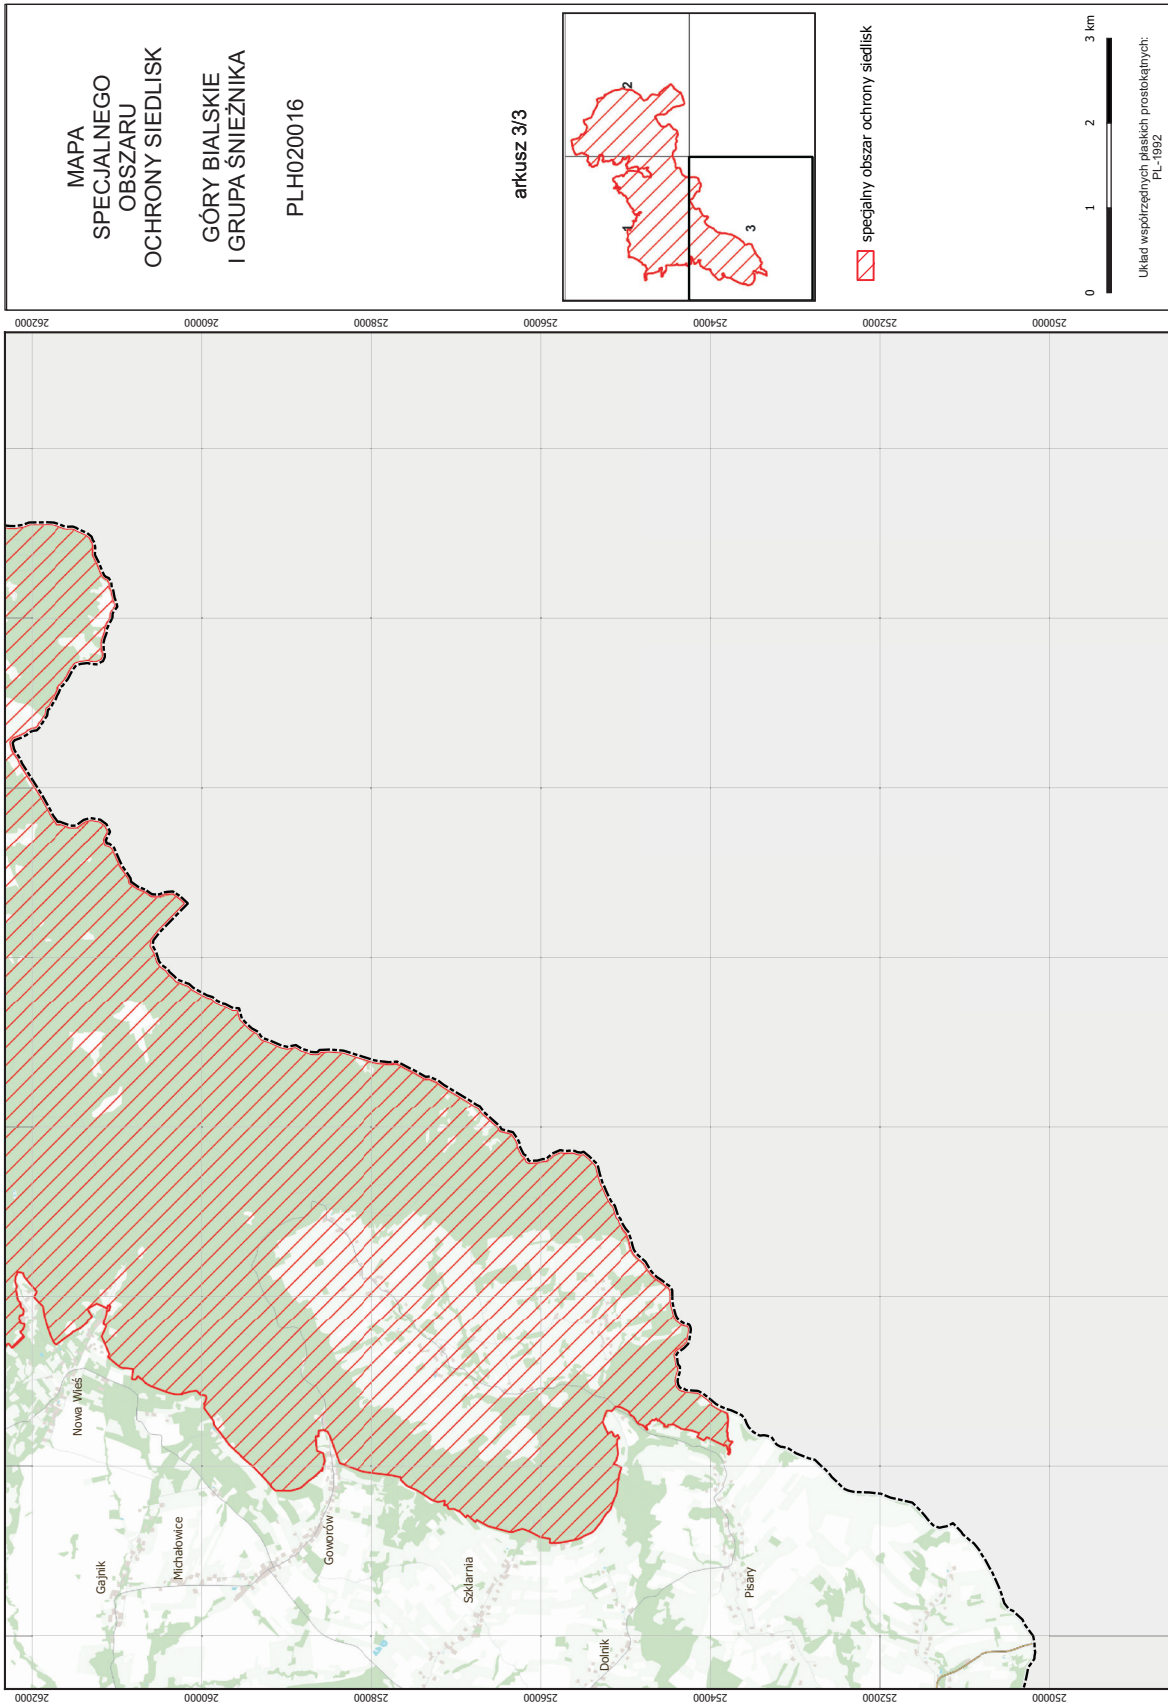 MAPA
SPECJALNEGO
OBSZARU
OCHRONY SIEDLISK
GÓRY BIALSKIE
I GRUPA ŚNIEŻNIKA
PLH020016
arkusz 3/3
1
2
3
specjalny obszar ochrony siedlisk
0 1 2 3 km
Układ współrzędnych płaskich prostokątnych:
PL-1992
262000
260000
258000
256000
254000
252000
250000
Nowa Wieś
Gajnik
Michałowice
Goworów
Szklarnia
Dolnik
Pisary
262000
260000
258000
256000
254000
252000
250000